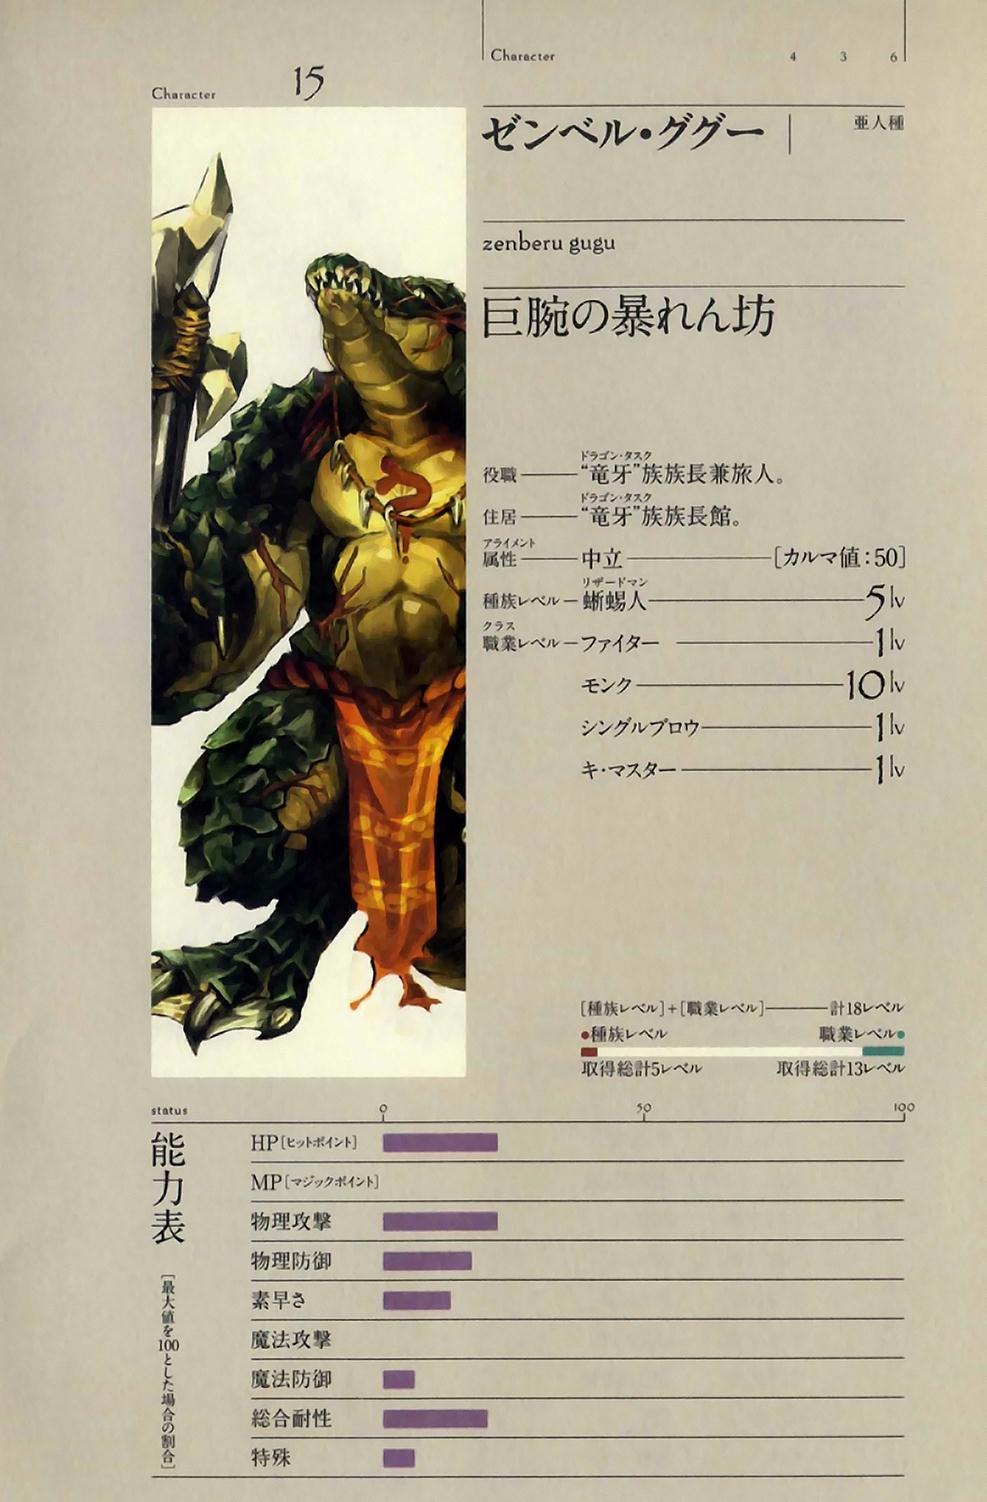 Character 4 3 6
Character 15
ゼンベル・ググー 亜人種
zenberu gugu
巨腕の暴れん坊
ドラゴン・タスク
役職 “竜牙”族族長兼旅人。
ドラゴン・タスク
住居 “竜牙”族族長館。
アライメント
属性 中立 [カルマ値:50]
リザードマン
種族レベル 蜥蜴人 5lv
クラス
職業レベル ファイター 1lv
モンク 10lv
シングルブロウ 1lv
キ・マスター 1lv
[種族レベル]+[職業レベル] 計18レベル
●種族レベル 職業レベル●
取得総計5レベル 取得総計13レベル
status 0 50 100
能力表
[最大値を100とした場合の割合]
HP[ヒットポイント]
MP[マジックポイント]
物理攻撃
物理防御
素早さ
魔法攻撃
魔法防御
総合耐性
特殊